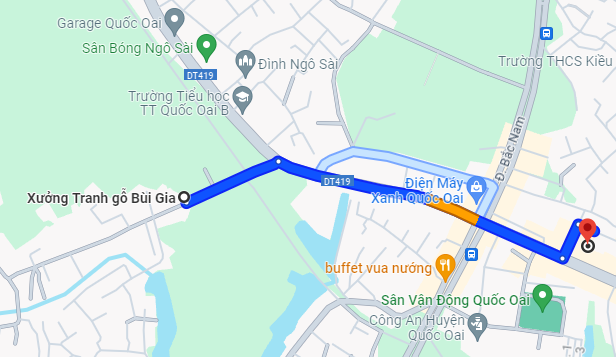 Garage Quốc Oai
Sân Bóng Ngô Sài
Đình Ngô Sài
DT419
Trường THCS Kiều
Trường Tiểu học
TT Quốc Oai B
Đ. Bắc Nam
DT419
Điện Máy
Xanh Quốc Oai
Xưởng Tranh gỗ Bùi Gia
buffet vua nướng
Sân Vận Động Quốc Oai
Công An Huyện
Quốc Oai